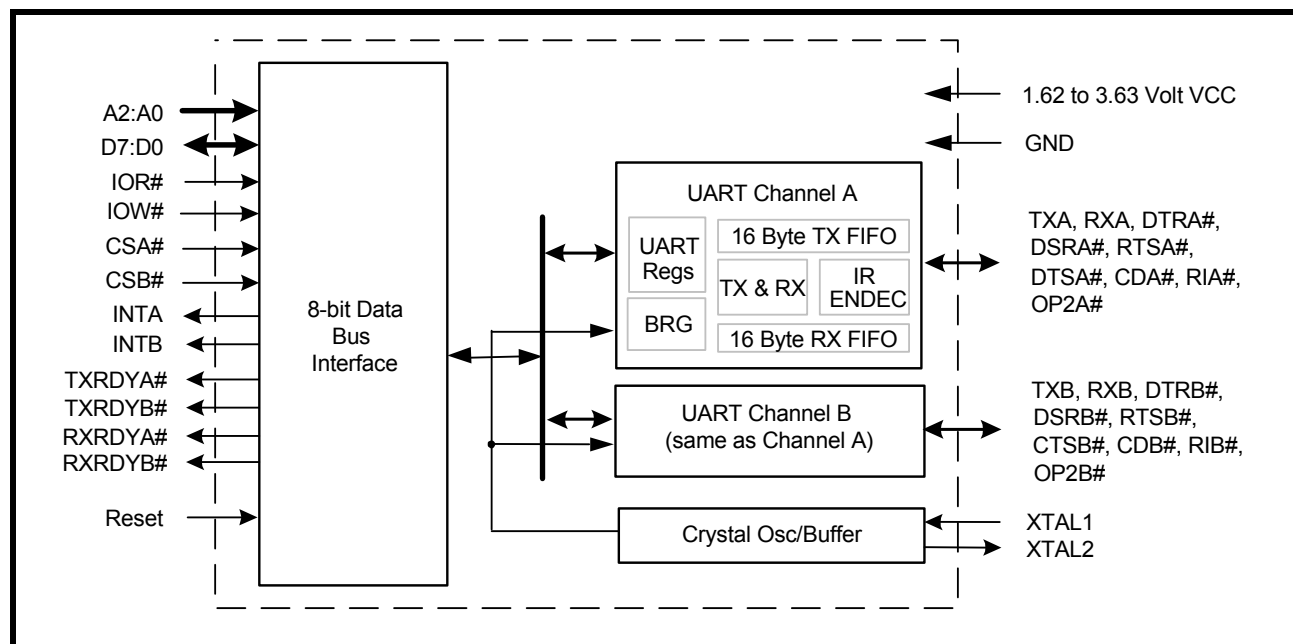 A2:A0
D7:D0
IOR#
IOW#
CSA#
CSB#
INTA
INTB
TXRDYA#
TXRDYB#
RXRDYA#
RXRDYB#
Reset
8-bit Data
Bus
Interface
UART Channel A
UART
Regs
BRG
16 Byte TX FIFO
TX & RX
IR
ENDEC
16 Byte RX FIFO
UART Channel B
(same as Channel A)
Crystal Osc/Buffer
1.62 to 3.63 Volt VCC
GND
TXA, RXA, DTRA#,
DSRA#, RTSA#,
DTSA#, CDA#, RIA#,
OP2A#
TXB, RXB, DTRB#,
DSRB#, RTSB#,
CTSB#, CDB#, RIB#,
OP2B#
XTAL1
XTAL2